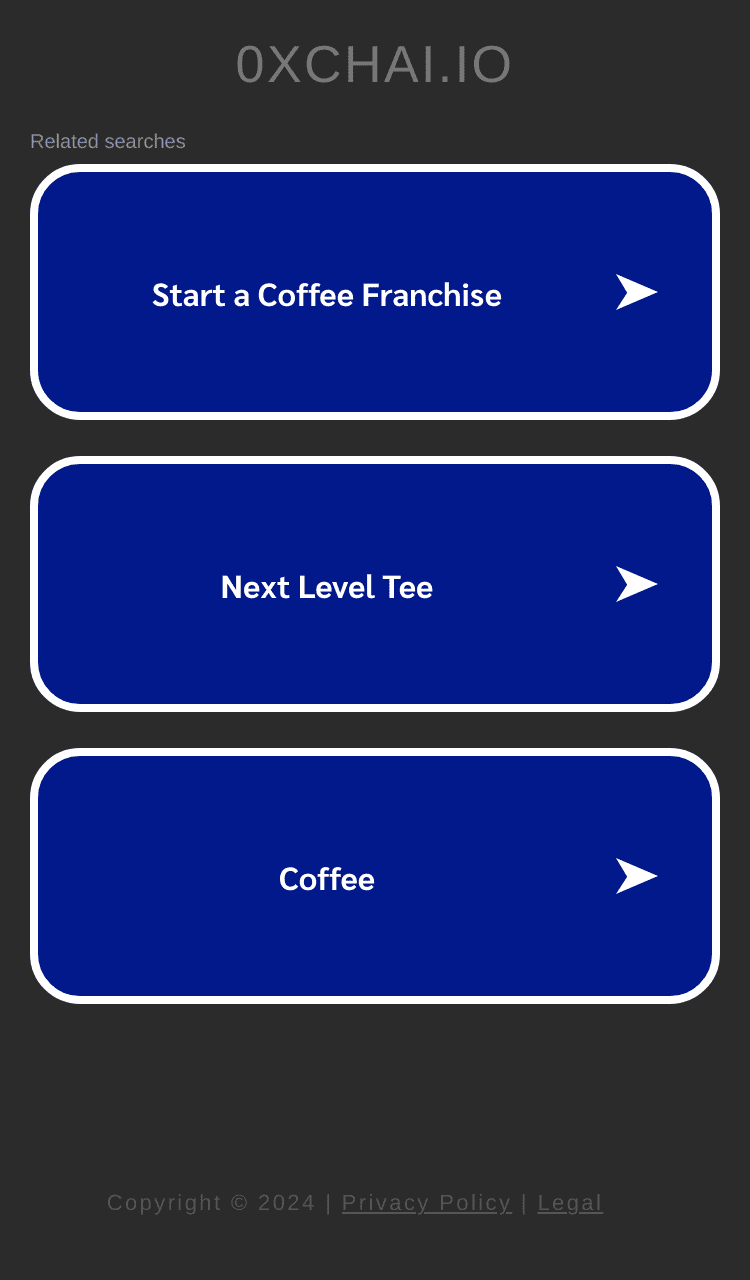 0XCHAI.IO
Related searches
Start a Coffee Franchise
Next Level Tee
Coffee
Copyright © 2024 | Privacy Policy | Legal